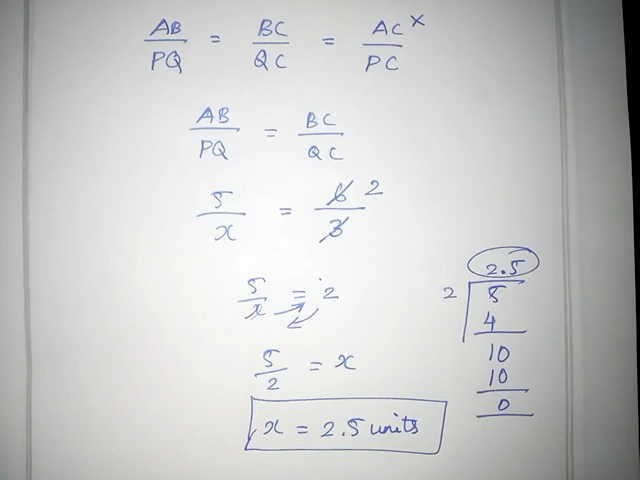 AB/PQ = BC/QC = AC/PC ×
AB/PQ = BC/QC
5/x = 6/3 2
5/x = 2
5/2 = x
x = 2.5 units
2.5
2 5
4
10
10
0